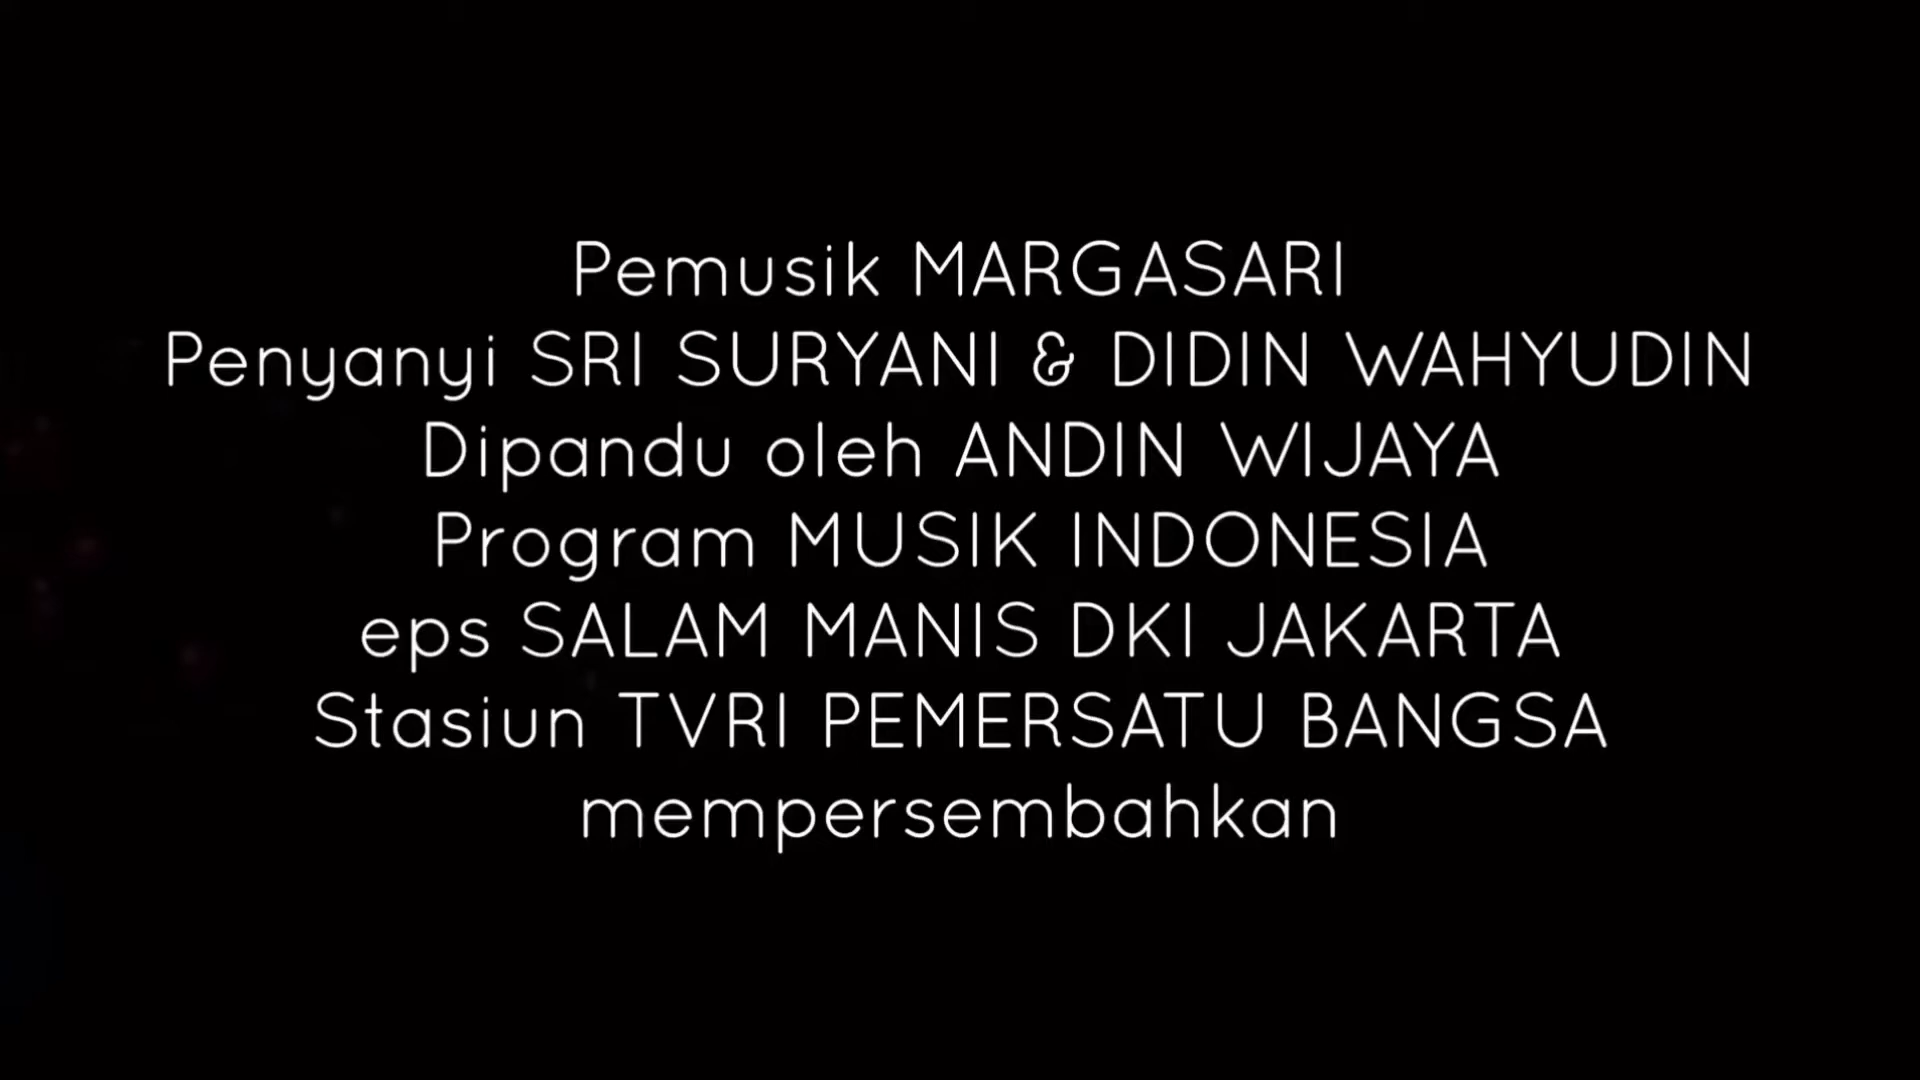 Pemusik MARGASARI
Penyanyi SRI SURYANI & DIDIN WAHYUDIN
Dipandu oleh ANDIN WIJAYA
Program MUSIK INDONESIA
eps SALAM MANIS DKI JAKARTA
Stasiun TVRI PEMERSATU BANGSA
mempersembahkan